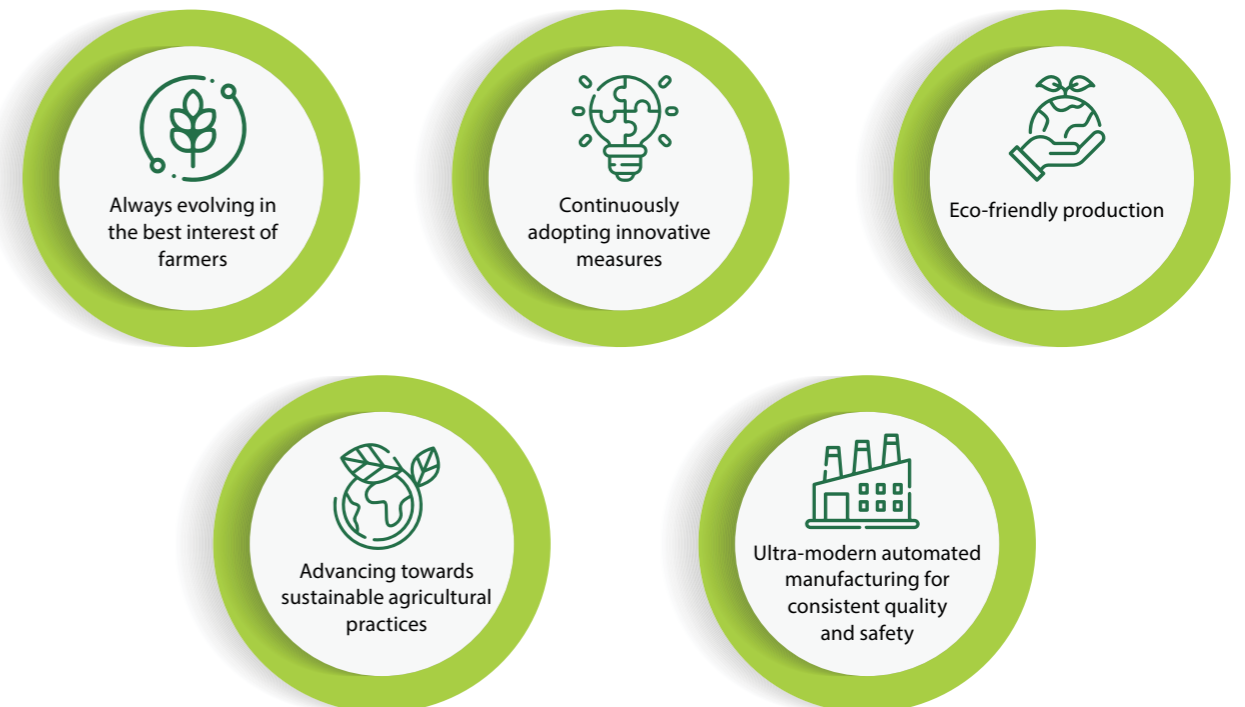 Always evolving in
the best interest of
farmers
Continuously
adopting innovative
measures
Eco-friendly production
Advancing towards
sustainable agricultural
practices
Ultra-modern automated
manufacturing for
consistent quality
and safety